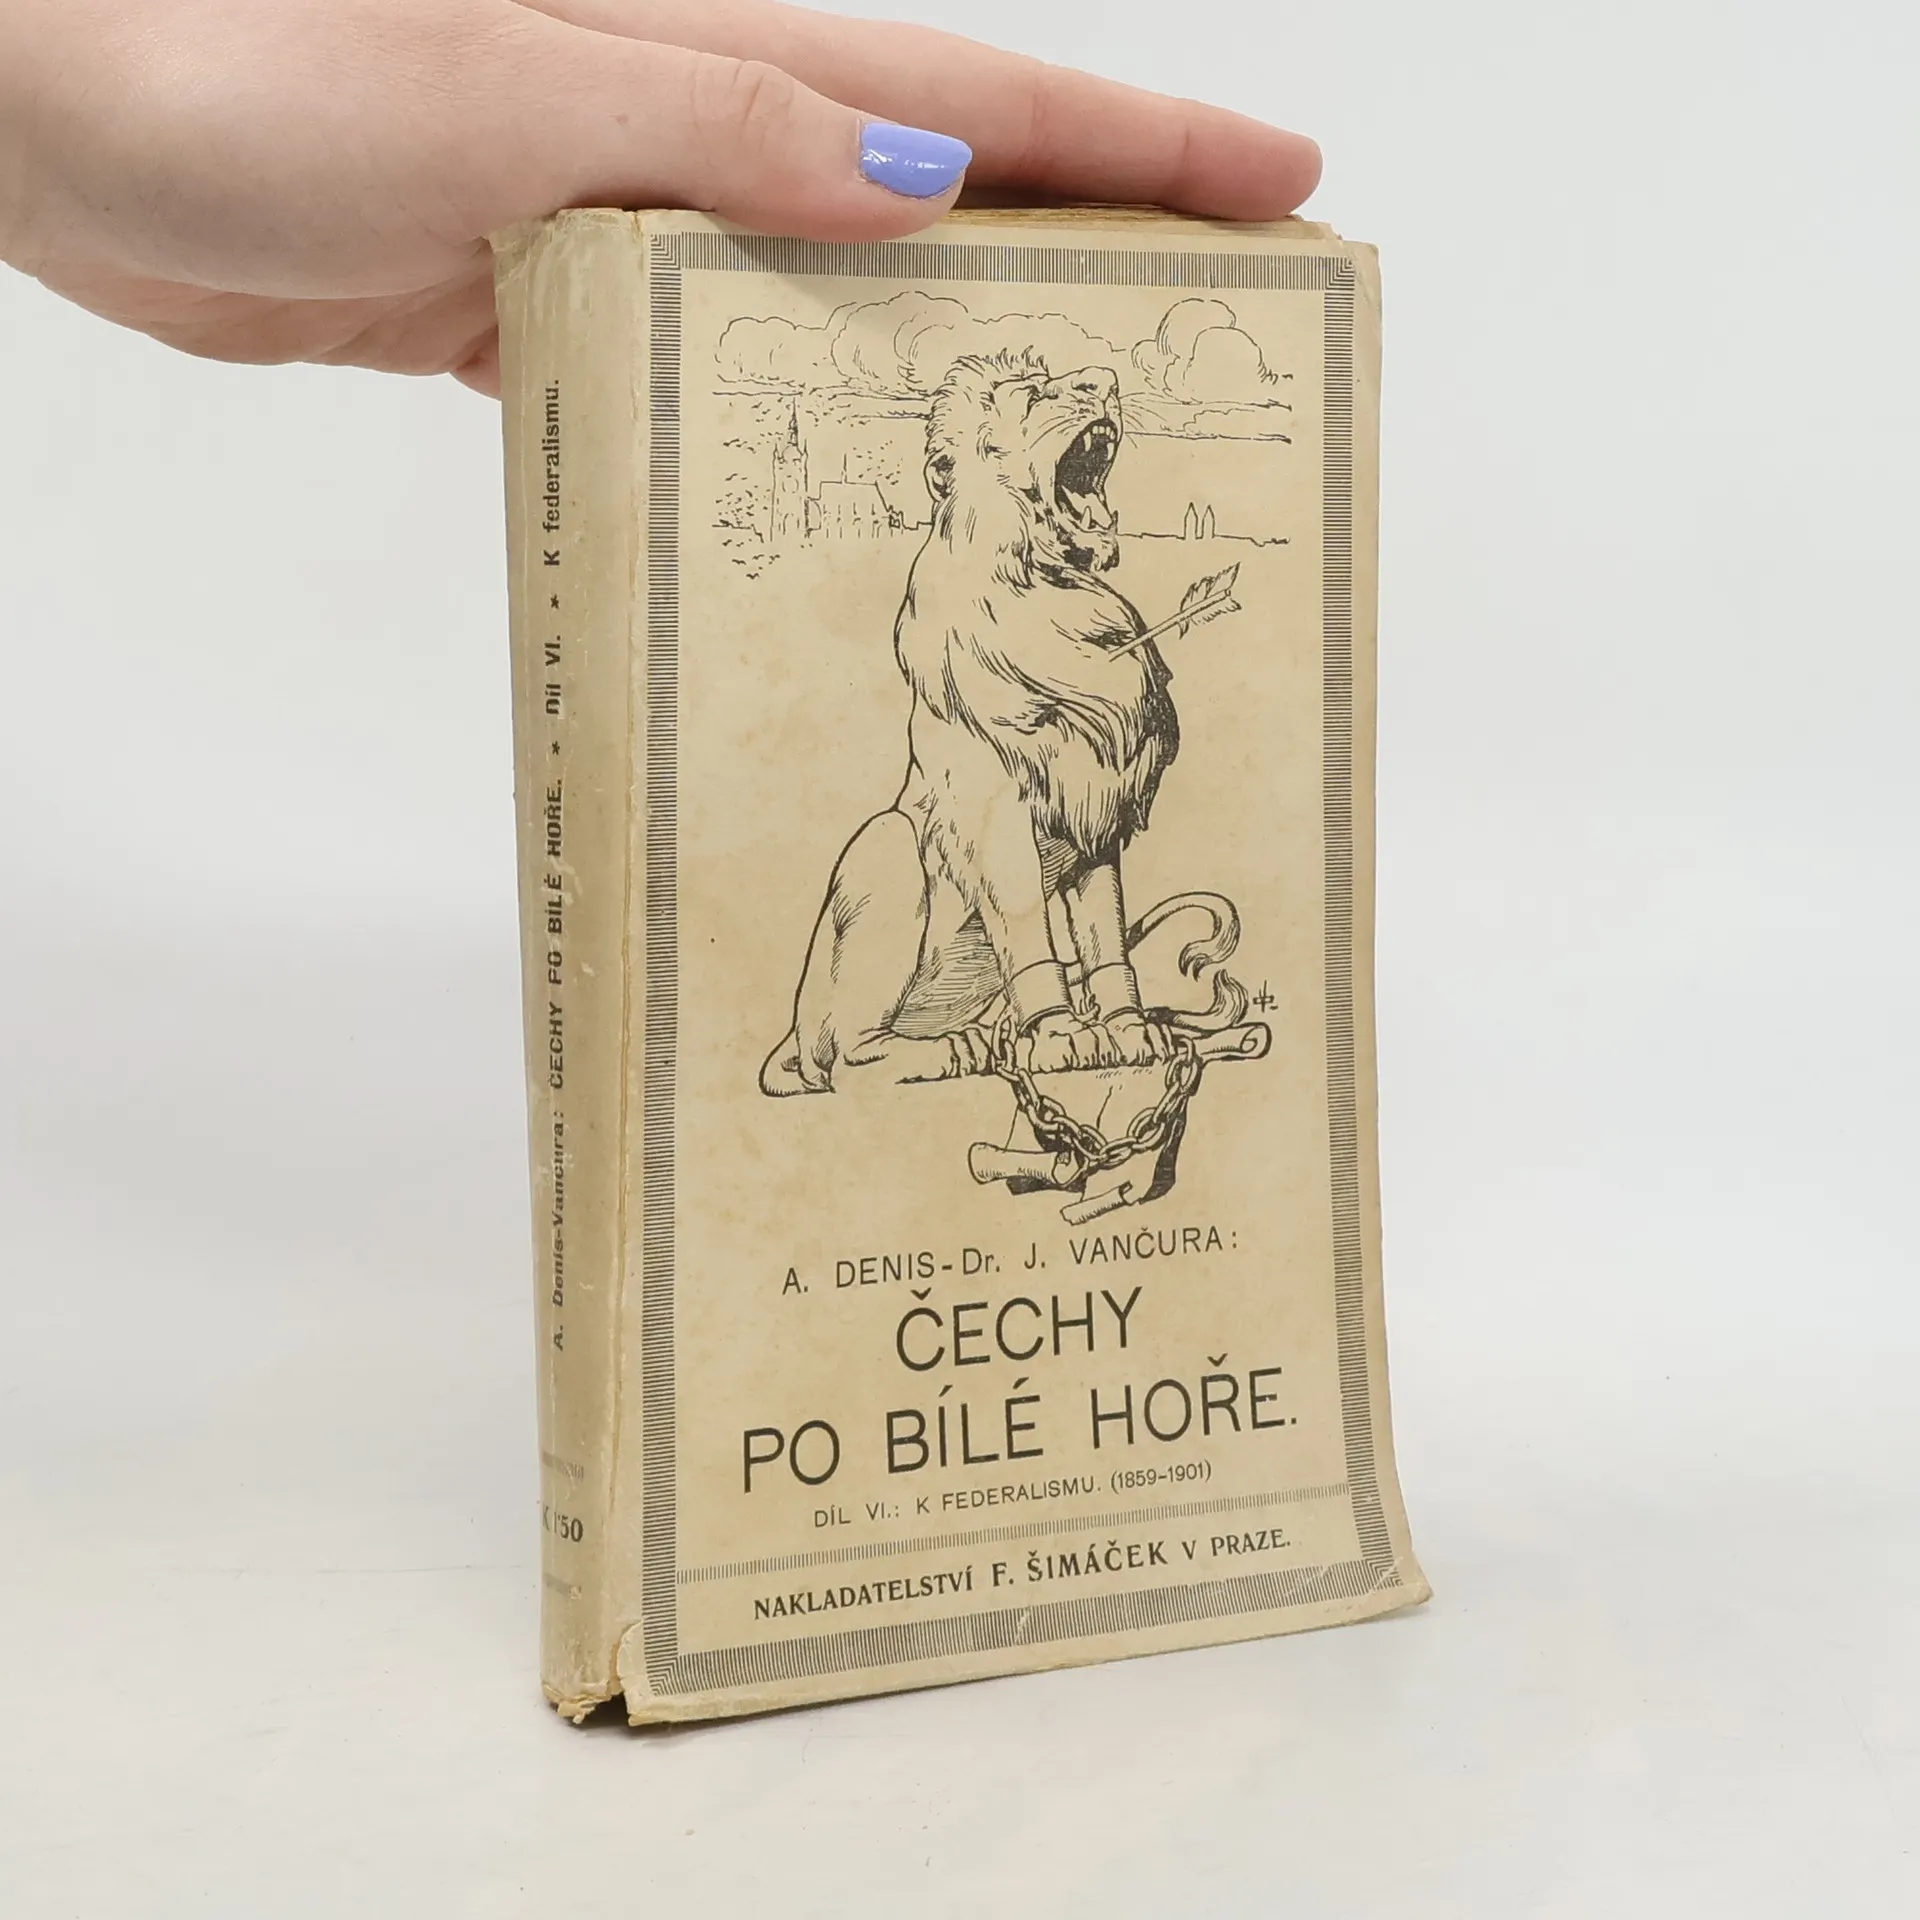 A. Denis-Vančura: ČECHY PO BÍLÉ HOŘE. * Díl VI. * K federalismu.
K 1'50
A. DENIS-Dr. J. VANČURA:
ČECHY
PO BÍLÉ HOŘE.
DÍL VI.: K FEDERALISMU. (1859-1901)
NAKLADATELSTVÍ F. ŠIMÁČEK V PRAZE.